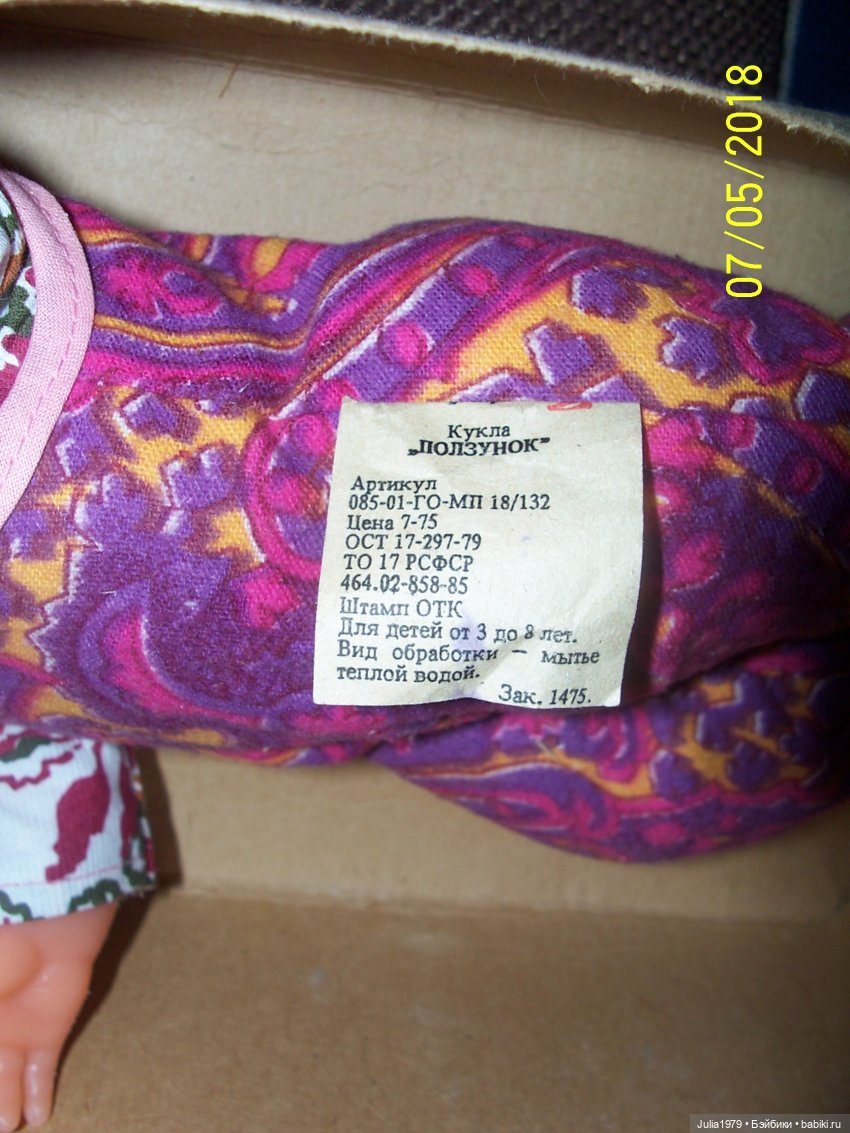 07/05/2018
Кукла
„ПОЛЗУНОК”
Артикул
085-01-ГО-МП 18/132
Цена 7-75
ОСТ 17-297-79
ТО 17 РСФСР
464.02-858-85
Штамп ОТК
Для детей от 3 до 8 лет.
Вид обработки — мытье
теплой водой.
Зак. 1475.
Julia1979 • Бэйбики • babiki.ru